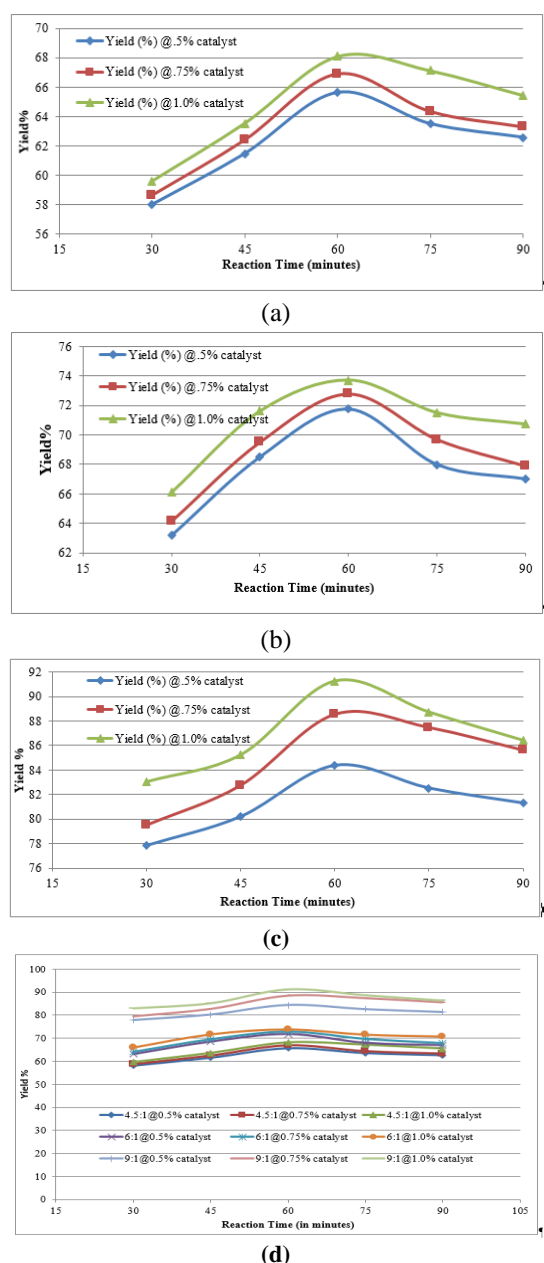 70
68
66
64
62
60
58
56
Yield%
Yield (%) @.5% catalyst
Yield (%) @.75% catalyst
Yield (%) @1.0% catalyst
15 30 45 60 75 90
Reaction Time (minutes)
(a)
76
74
72
70
68
66
64
62
Yield%
Yield (%) @.5% catalyst
Yield (%) @.75% catalyst
Yield (%) @1.0% catalyst
15 30 45 60 75 90
Reaction Time (minutes)
(b)
92
90
88
86
84
82
80
78
76
Yield %
Yield (%) @.5% catalyst
Yield (%) @.75% catalyst
Yield (%) @1.0% catalyst
15 30 45 60 75 90
Reaction Time (minutes)
(c)
100
90
80
70
60
50
40
30
20
10
0
Yield%
4.5:1@0.5% catalyst 4.5:1@0.75% catalyst 4.5:1@1.0% catalyst
6:1@0.5% catalyst 6:1@0.75% catalyst 6:1@1.0% catalyst
9:1@0.5% catalyst 9:1@0.75% catalyst 9:1@1.0% catalyst
15 30 45 60 75 90 105
Reaction Time (in minutes)
(d)